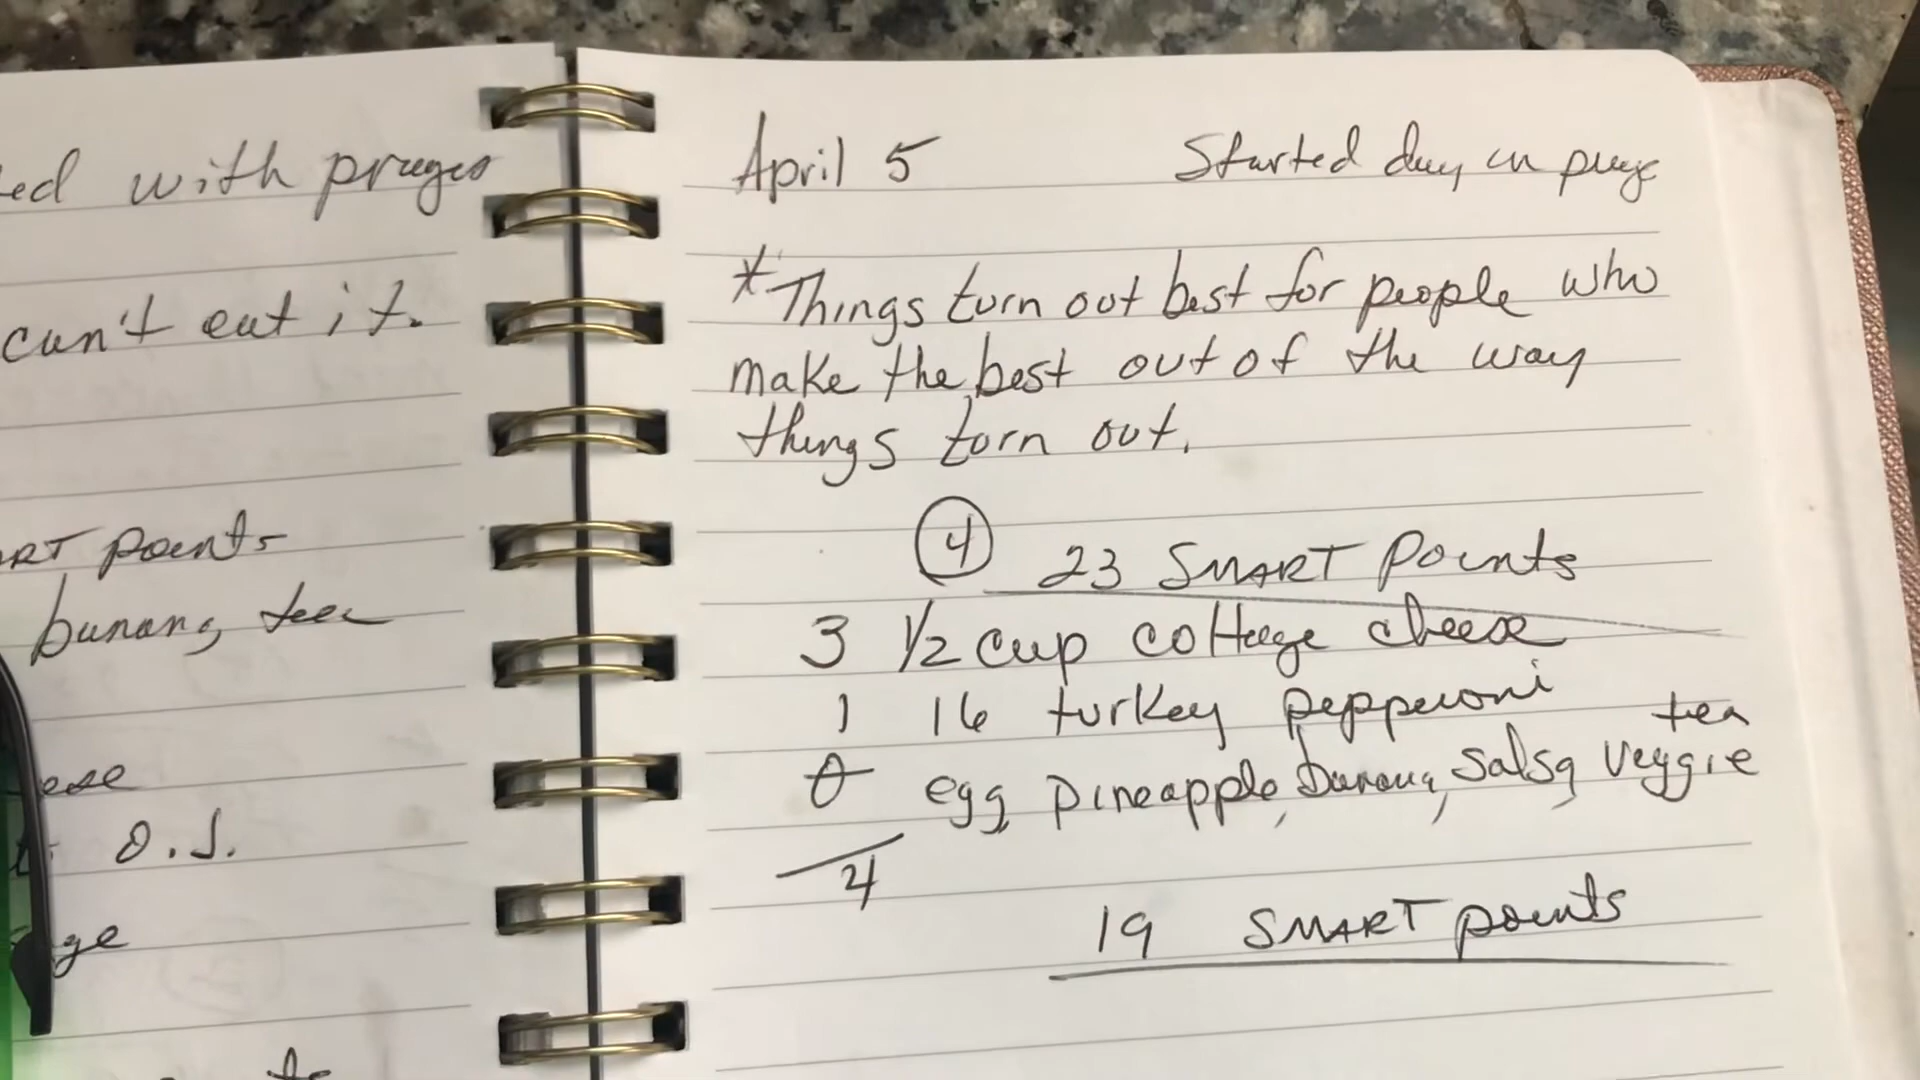 ed with prayer
can't eat it.
RT points
banana, tea
ese
O.J.
ge
April 5 Started day in pray
*Things turn out best for people who
make the best out of the way
things torn out.
4 23 SMART Points
3 1/2 cup cottage cheese
1 16 turkey pepperoni
tea
0 egg, pineapple, banana, salsa, veggie
4
19 SMART points